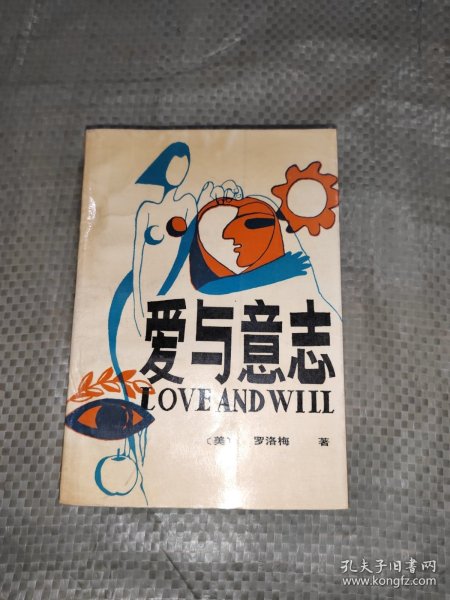 爱与意志
LOVE AND WILL
〔美〕 罗洛梅 著
孔夫子旧书网
www.kongfz.com